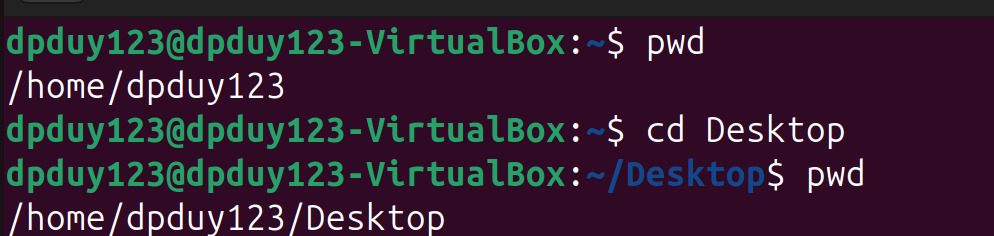 dpduy123@dpduy123-VirtualBox:~$ pwd
/home/dpduy123
dpduy123@dpduy123-VirtualBox:~$ cd Desktop
dpduy123@dpduy123-VirtualBox:~/Desktop$ pwd
/home/dpduy123/Desktop